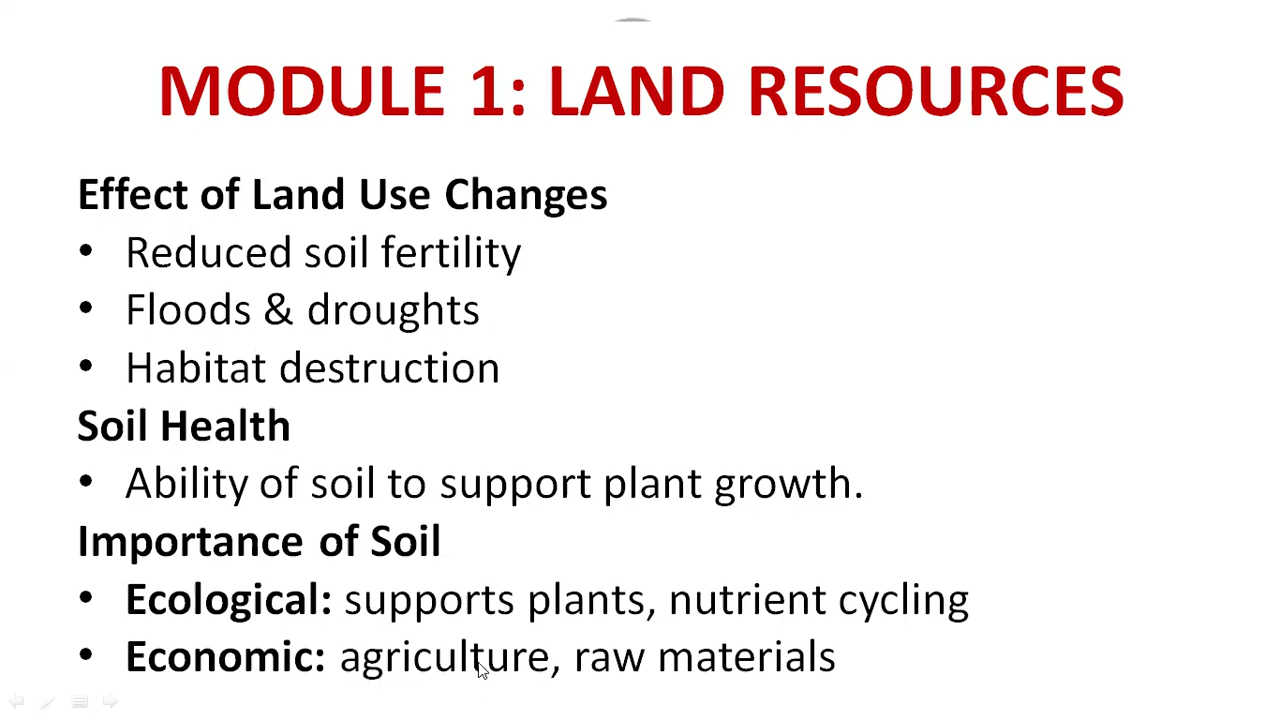 MODULE 1: LAND RESOURCES
Effect of Land Use Changes
• Reduced soil fertility
• Floods & droughts
• Habitat destruction
Soil Health
• Ability of soil to support plant growth.
Importance of Soil
• Ecological: supports plants, nutrient cycling
• Economic: agriculture, raw materials